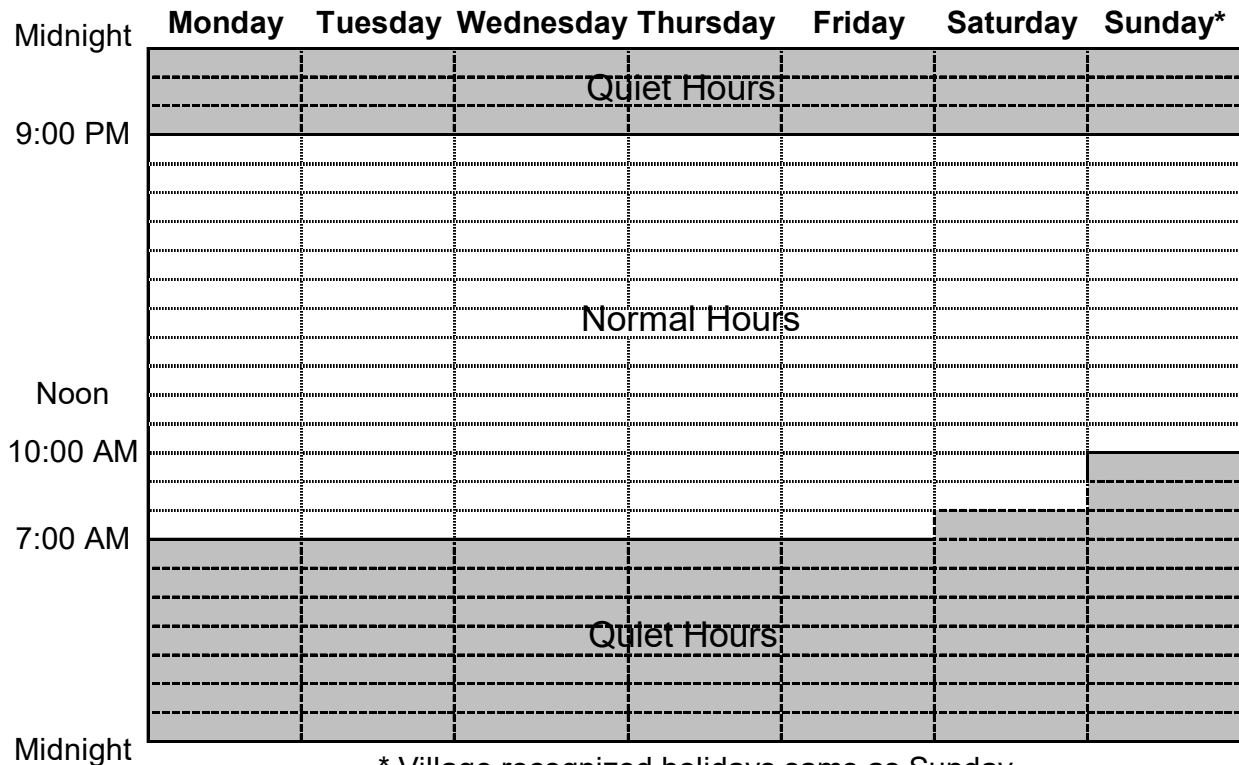 Midnight Monday Tuesday Wednesday Thursday Friday Saturday Sunday*
Quiet Hours
9:00 PM
Normal Hours
Noon
10:00 AM
7:00 AM
Quiet Hours
Midnight
* Village recognized holidays same as Sunday